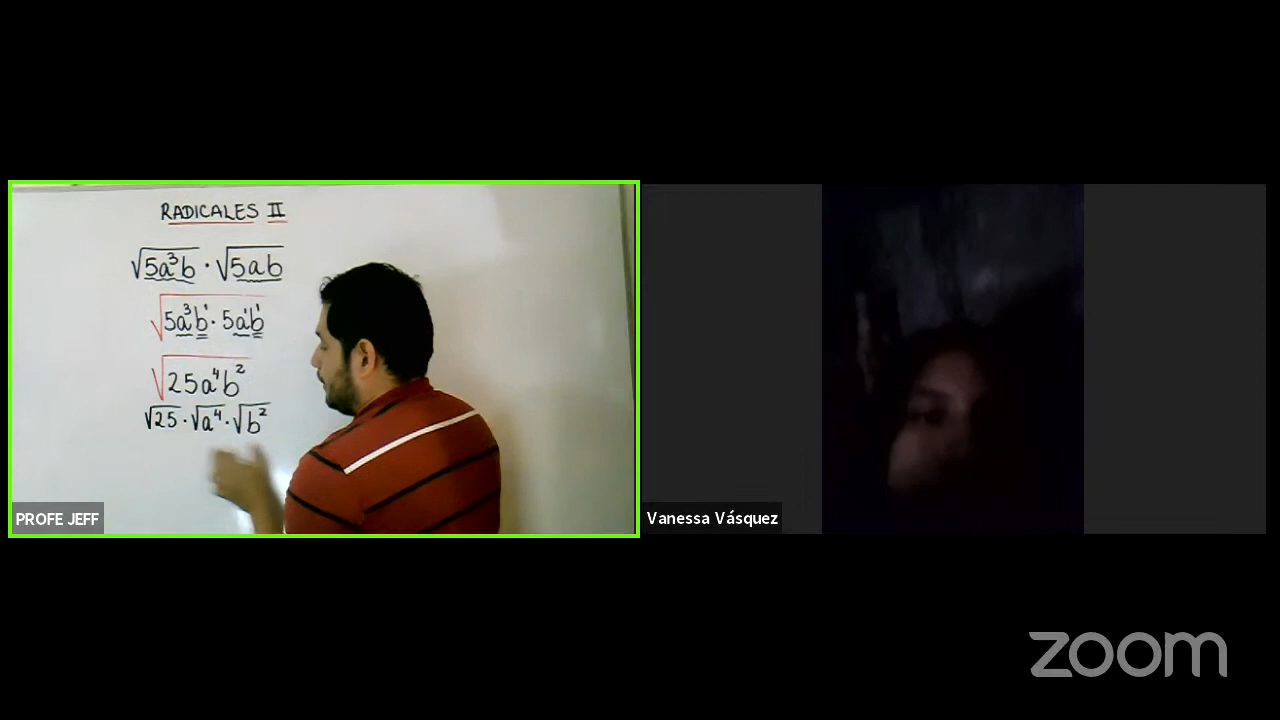 RADICALES II
√5a³b · √5ab
√5a³b¹ · 5a¹b¹
√25a⁴b²
√25 · √a⁴ · √b²
PROFE JEFF
Vanessa Vásquez
zoom